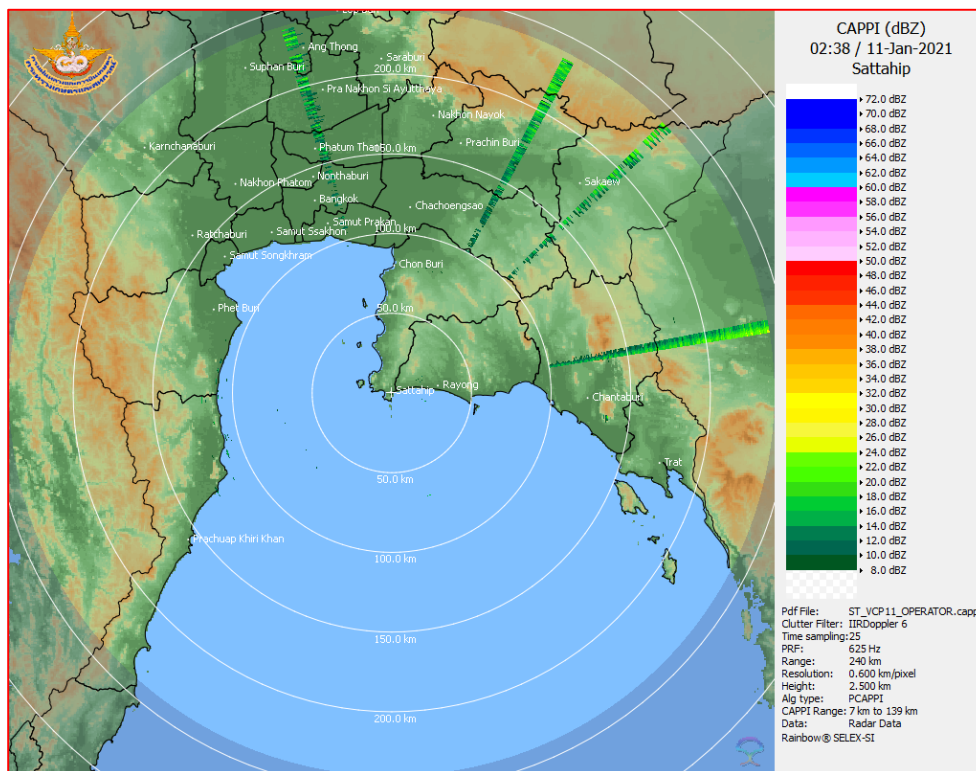 CAPPI (dBZ)
02:38 / 11-Jan-2021
Sattahip
72.0 dBZ
70.0 dBZ
68.0 dBZ
66.0 dBZ
64.0 dBZ
62.0 dBZ
60.0 dBZ
58.0 dBZ
56.0 dBZ
54.0 dBZ
52.0 dBZ
50.0 dBZ
48.0 dBZ
46.0 dBZ
44.0 dBZ
42.0 dBZ
40.0 dBZ
38.0 dBZ
36.0 dBZ
34.0 dBZ
32.0 dBZ
30.0 dBZ
28.0 dBZ
26.0 dBZ
24.0 dBZ
22.0 dBZ
20.0 dBZ
18.0 dBZ
16.0 dBZ
14.0 dBZ
12.0 dBZ
10.0 dBZ
8.0 dBZ
Pdf File: ST_VCP11_OPERATOR.capp
Clutter Filter: IIRDoppler 6
Time sampling:25
PRF: 625 Hz
Range: 240 km
Resolution: 0.600 km/pixel
Height: 2.500 km
Alg type: PCAPPI
CAPPI Range: 7 km to 139 km
Data: Radar Data
Rainbow® SELEX-SI
Ang Thong
Saraburi
Suphan Buri
200.0 km
Pra Nakhon Si Ayutthaya
Nakhon Nayok
Prachin Buri
Karnchanaburi
Phatum Thani
150.0 km
Nonthaburi
Nakhon Phatom
Sakaew
Bangkok
Chachoengsao
Samut Prakan
Samut Ssakhon
Ratchaburi
100.0 km
Samut Songkhram
Chon Buri
Phet Buri
50.0 km
Sattahip
Rayong
Chantaburi
Trat
50.0 km
Prachuap Khiri Khan
100.0 km
150.0 km
200.0 km